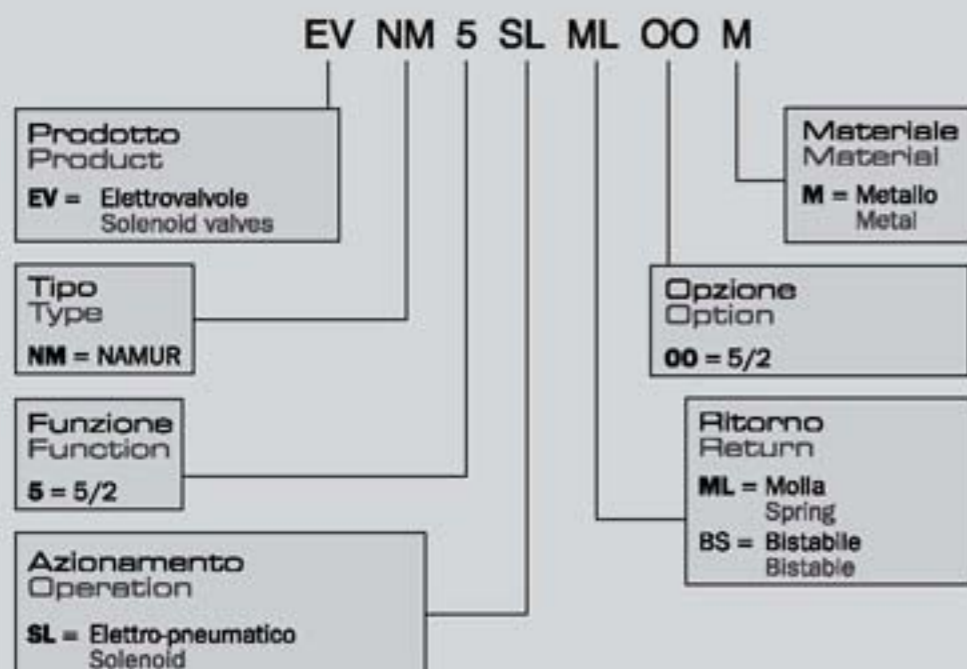 EV NM 5 SL ML OO M
Prodotto
Product
EV = Elettrovalvole
Solenoid valves
Tipo
Type
NM = NAMUR
Funzione
Function
5 = 5/2
Azionamento
Operation
SL = Elettro-pneumatico
Solenoid
Materiale
Material
M = Metallo
Metal
Opzione
Option
OO = 5/2
Ritorno
Return
ML = Molla
Spring
BS = Bistabile
Bistable